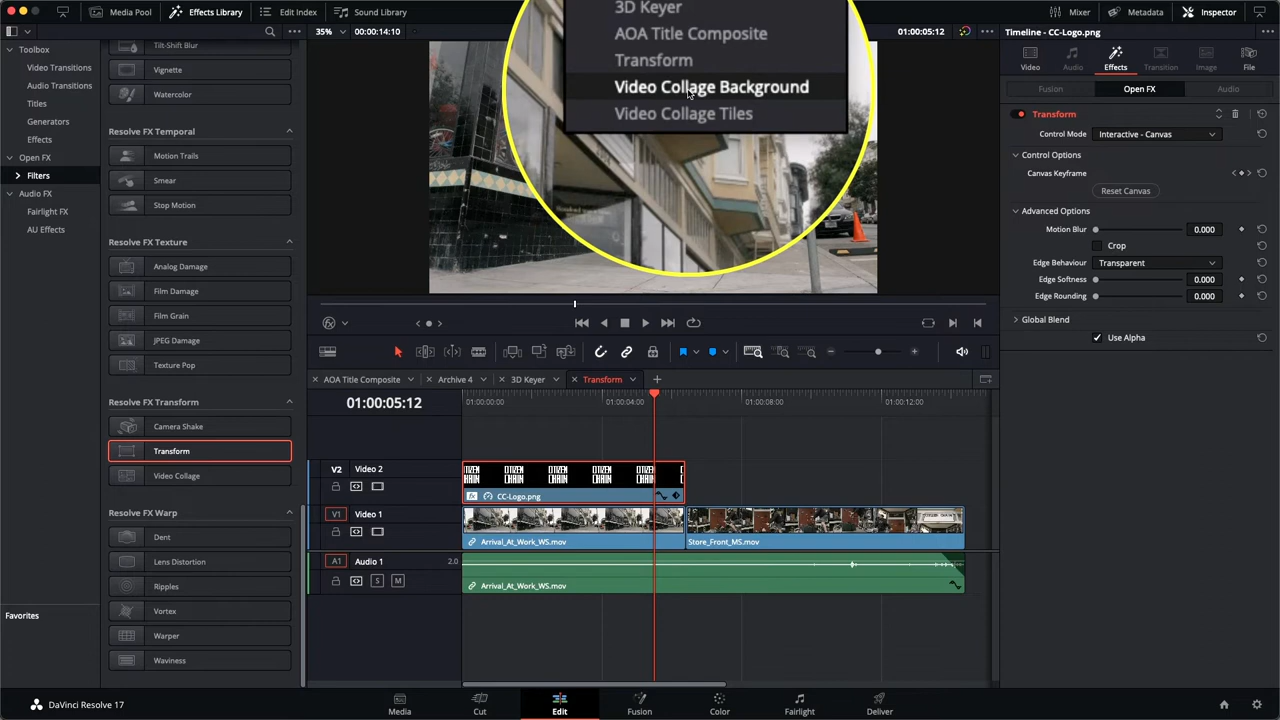 Media Pool
Effects Library
Edit Index
Sound Library
Mixer
Metadata
Inspector
35%
00:00:14:10
01:00:05:12
Timeline - CC-Logo.png
3D Keyer
AOA Title Composite
Transform
Video Collage Background
Video Collage Tiles
Toolbox
Video Transitions
Audio Transitions
Titles
Generators
Effects
Open FX
Filters
Audio FX
Fairlight FX
AU Effects
Favorites
Tilt-Shift Blur
Vignette
Watercolor
Resolve FX Temporal
Motion Trails
Smear
Stop Motion
Resolve FX Texture
Analog Damage
Film Damage
Film Grain
JPEG Damage
Texture Pop
Resolve FX Transform
Camera Shake
Transform
Video Collage
Resolve FX Warp
Dent
Lens Distortion
Ripples
Vortex
Warper
Waviness
Video
Audio
Effects
Transition
Image
File
Fusion
Open FX
Audio
Transform
Control Mode
Interactive - Canvas
Control Options
Canvas Keyframe
Reset Canvas
Advanced Options
Motion Blur
0.000
Crop
Edge Behaviour
Transparent
Edge Softness
0.000
Edge Rounding
0.000
Global Blend
Use Alpha
AOA Title Composite
Archive 4
3D Keyer
Transform
01:00:05:12
01:00:00:00
01:00:04:00
01:00:08:00
01:00:12:00
V2
Video 2
CC-Logo.png
V1
Video 1
Arrival_At_Work_WS.mov
Store_Front_MS.mov
A1
Audio 1
2.0
S
M
Arrival_At_Work_WS.mov
DaVinci Resolve 17
Media
Cut
Edit
Fusion
Color
Fairlight
Deliver